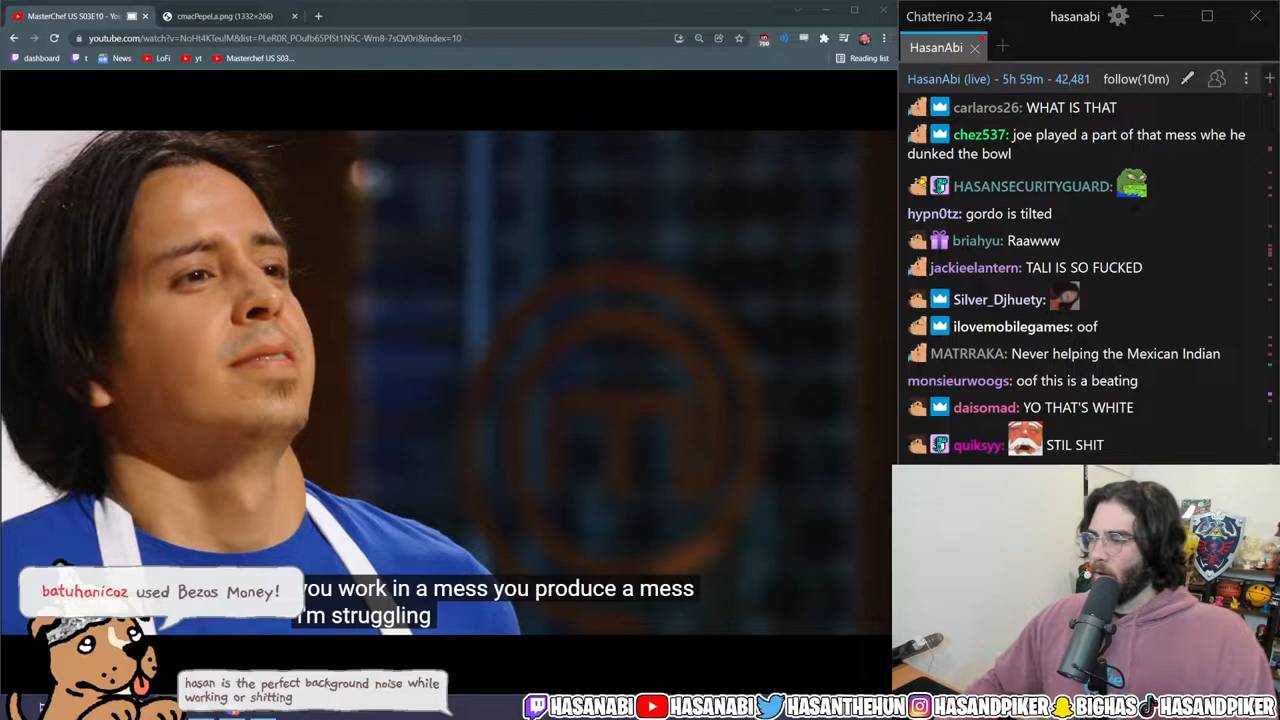 MasterChef US S03E10 -
cmacPepeLa.png (1332×266)
youtube.com/watch?v=NoHt4KTeuIM&list=PLeR0R_POufb65PfSt1N5C-Wm8-7sQV0ri&index=10
dashboard
t
News
LoFi
yt
Masterchef US S03...
Reading list
you work in a mess you produce a mess
I'm struggling
batuhanicoz used Bezos Money!
hasan is the perfect background noise while
working or shitting
Chatterino 2.3.4
hasanabi
HasanAbi
HasanAbi (live) - 5h 59m - 42,481
follow(10m)
carlaros26: WHAT IS THAT
chez537: joe played a part of that mess whe he
dunked the bowl
HASANSECURITYGUARD:
hypn0tz: gordo is tilted
briahyu: Raawww
jackieelantern: TALI IS SO FUCKED
Silver_Djhuety:
ilovemobilegames: oof
MATRRAKA: Never helping the Mexican Indian
monsieurwoogs: oof this is a beating
daisomad: YO THAT'S WHITE
quiksyy: STIL SHIT
HASANABI HASANABI HASANTHEHUN HASANDPIKER BIGHAS HASANDPIKER